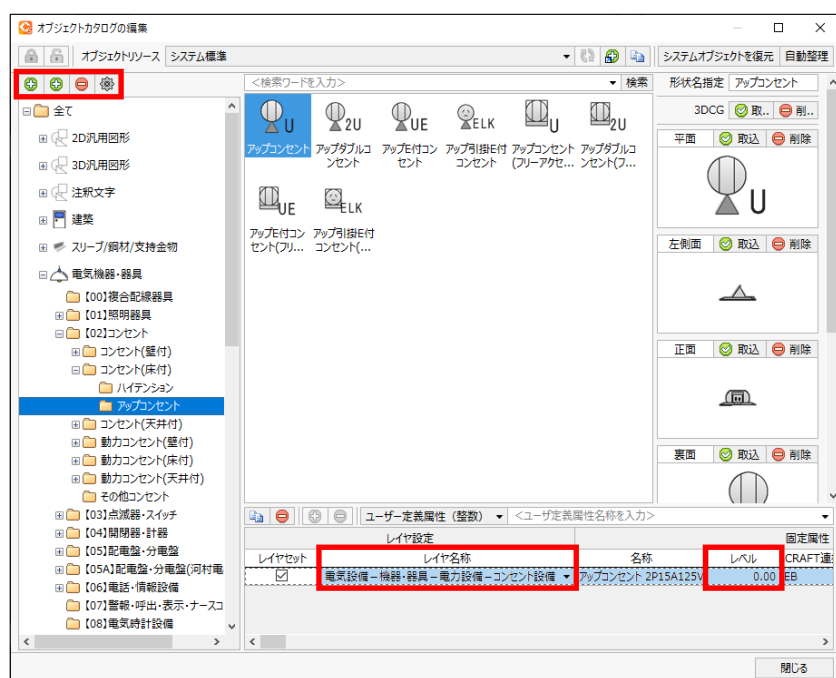 オブジェクトカタログの編集
オブジェクトリソース システム標準 システムオブジェクトを復元 自動整理
<検索ワードを入力> 検索 形状名指定 アップコンセント
全て
2D汎用図形
3D汎用図形
注釈文字
建築
スリーブ/鋼材/支持金物
電気機器・器具
【00】複合配線器具
【01】照明器具
【02】コンセント
コンセント(壁付)
コンセント(床付)
ハイテンション
アップコンセント
コンセント(天井付)
動力コンセント(壁付)
動力コンセント(床付)
動力コンセント(天井付)
その他コンセント
【03】点滅器・スイッチ
【04】開閉器・計器
【05】配電盤・分電盤
【05A】配電盤・分電盤(河村電
【06】電話・情報設備
【07】警報・呼出・表示・ナースコ
【08】電気時計設備
U 2U UE ELK U 2U
アップコンセント アップダブルコンセント アップE付コンセント アップ引掛E付コンセント アップコンセント(フリーアクセ... アップダブルコンセント(フ...
UE ELK
アップE付コンセント(フリ... アップ引掛E付コンセント(...
3DCG 取.. 削..
平面 取込 削除
U
左側面 取込 削除
正面 取込 削除
裏面 取込 削除
ユーザー定義属性（整数） <ユーザ定義属性名称を入力>
レイヤ設定 固定属性
レイヤセット レイヤ名称 名称 レベル CRAFT連
電気設備－機器・器具－電力設備－コンセント設備 アップコンセント 2P15A125V 0.00 EB
閉じる